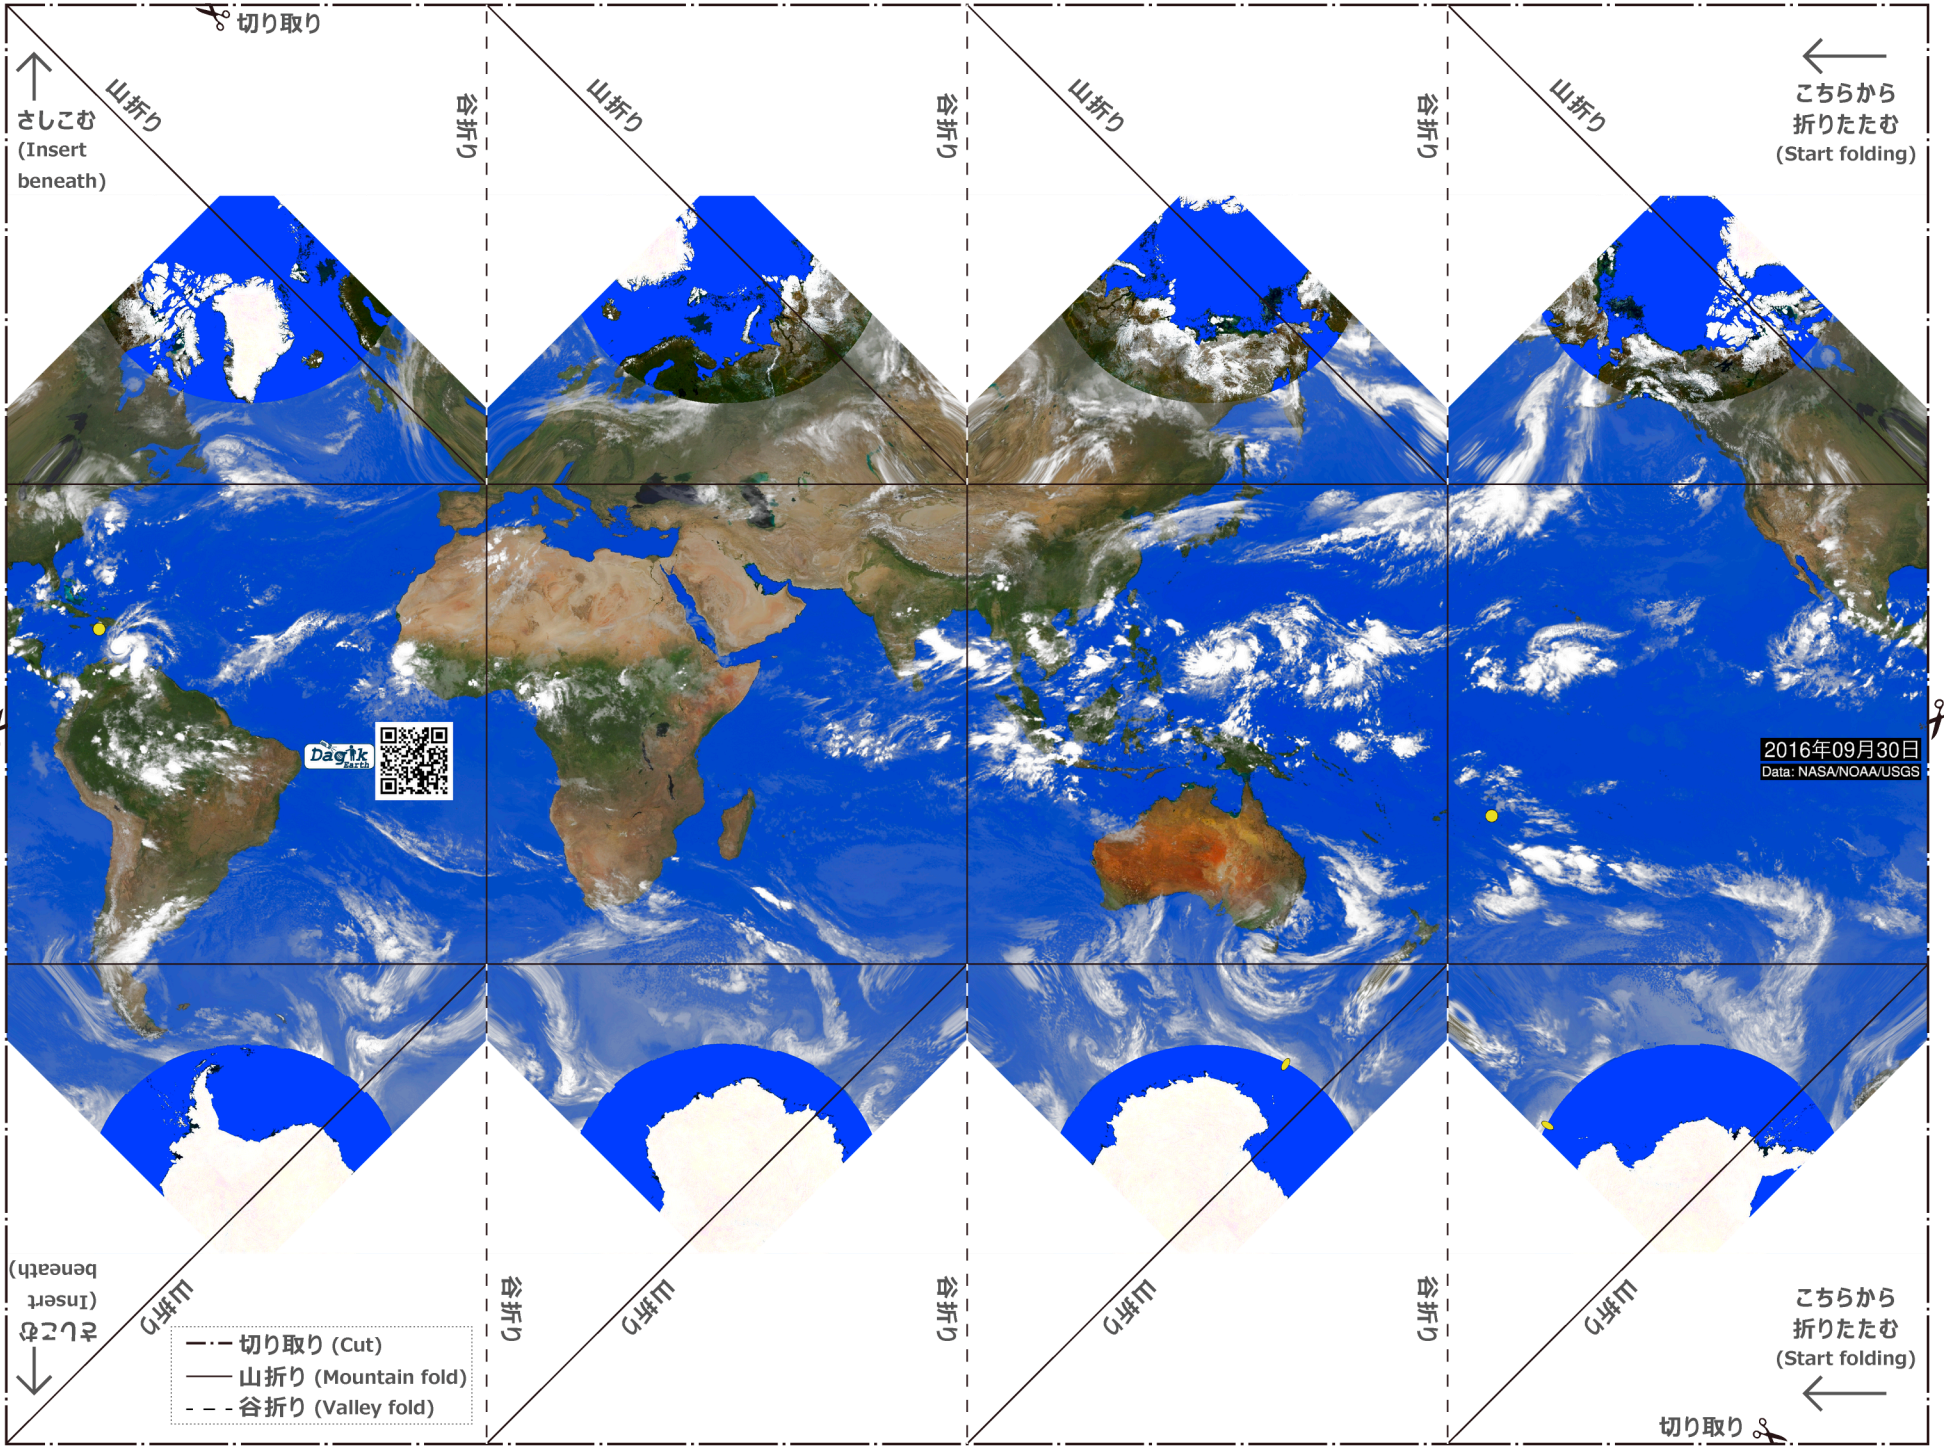 切り取り
さしこむ
(Insert
beneath)
山折り
谷折り
山折り
谷折り
山折り
谷折り
山折り
こちらから
折りたたむ
(Start folding)
Dagik
Earth
2016年09月30日
Data: NASA/NOAA/USGS
さしこむ
(Insert
beneath)
山折り
谷折り
山折り
谷折り
山折り
谷折り
山折り
こちらから
折りたたむ
(Start folding)
切り取り (Cut)
山折り (Mountain fold)
谷折り (Valley fold)
切り取り